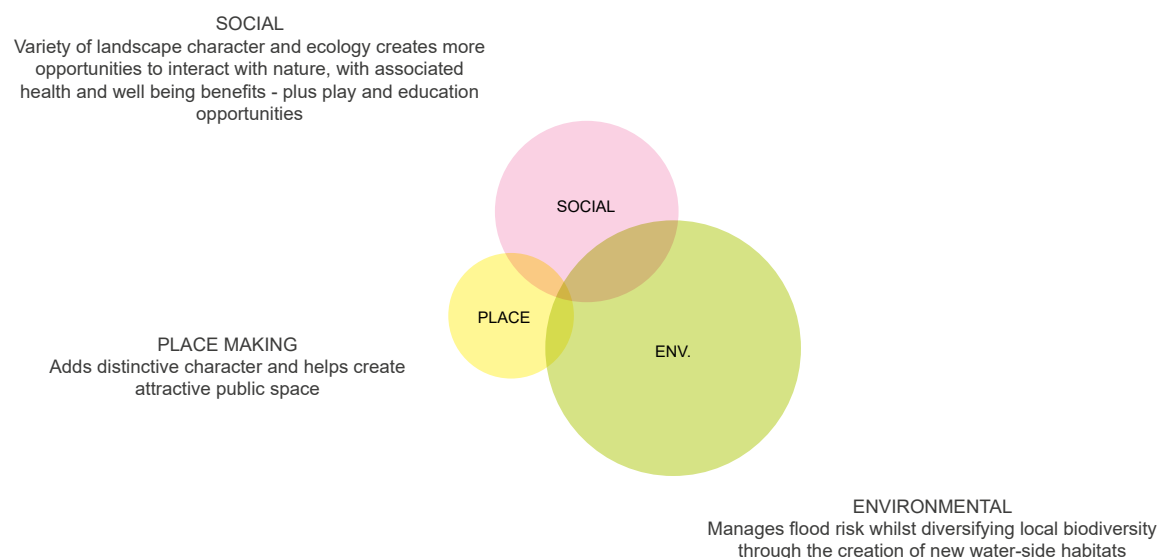 SOCIAL
Variety of landscape character and ecology creates more
opportunities to interact with nature, with associated
health and well being benefits - plus play and education
opportunities
SOCIAL
PLACE
PLACE MAKING
Adds distinctive character and helps create
attractive public space
ENV.
ENVIRONMENTAL
Manages flood risk whilst diversifying local biodiversity
through the creation of new water-side habitats